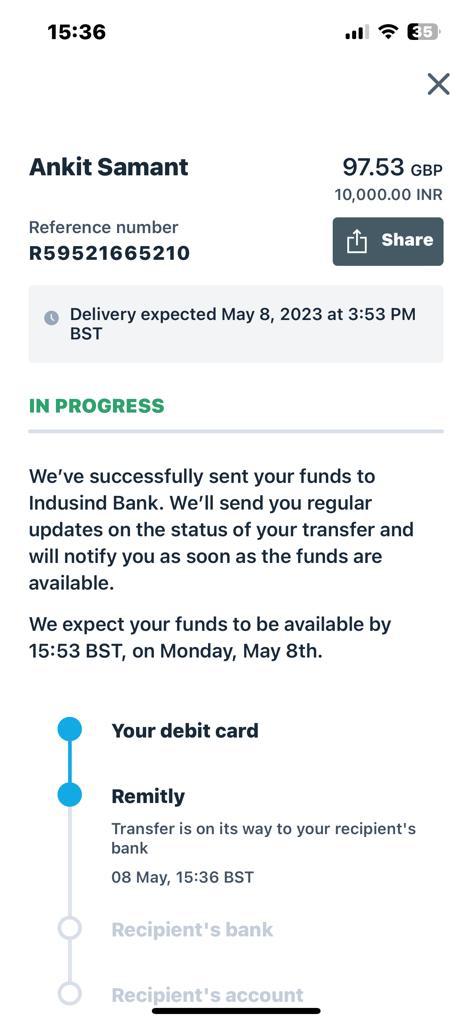 15:36
35
Ankit Samant
97.53 GBP
10,000.00 INR
Reference number
R59521665210
Share
Delivery expected May 8, 2023 at 3:53 PM
BST
IN PROGRESS
We've successfully sent your funds to
Indusind Bank. We'll send you regular
updates on the status of your transfer and
will notify you as soon as the funds are
available.
We expect your funds to be available by
15:53 BST, on Monday, May 8th.
Your debit card
Remitly
Transfer is on its way to your recipient's
bank
08 May, 15:36 BST
Recipient's bank
Recipient's account